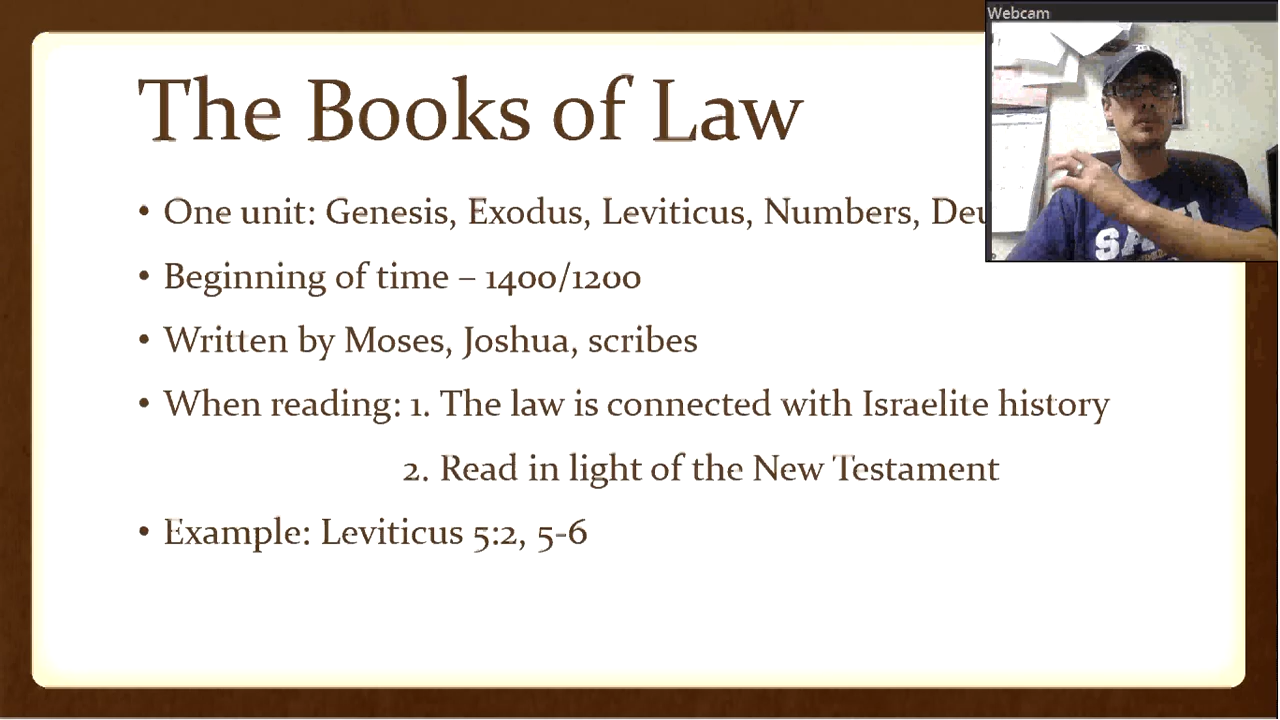 Webcam
The Books of Law
• One unit: Genesis, Exodus, Leviticus, Numbers,
• Beginning of time – 1400/1200
• Written by Moses, Joshua, scribes
• When reading: 1. The law is connected with Israelite history
2. Read in light of the New Testament
• Example: Leviticus 5:2, 5-6